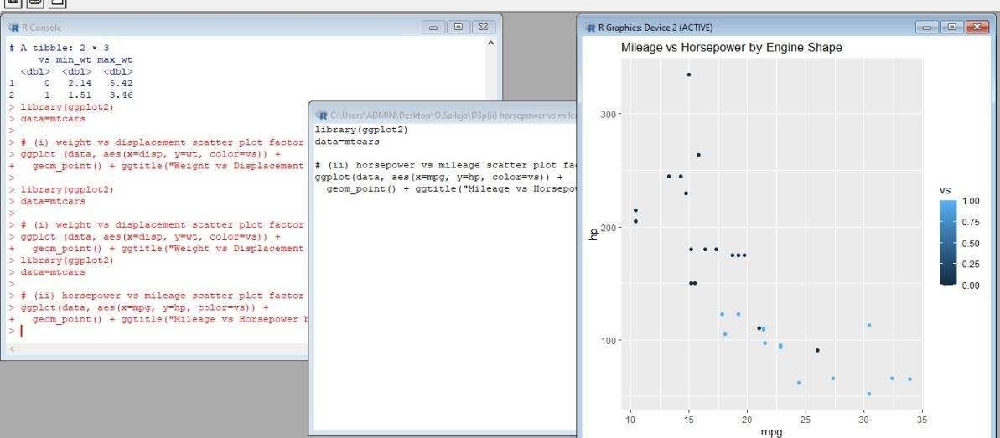 R Console
# A tibble: 2 × 3
vs min_wt max_wt
<dbl> <dbl> <dbl>
1 0 2.14 5.42
2 1 1.51 3.46
> library(ggplot2)
> data=mtcars
>
> # (i) weight vs displacement scatter plot factor
> ggplot (data, aes(x=disp, y=wt, color=vs)) +
+ geom_point() + ggtitle("Weight vs Displacement
>
> library(ggplot2)
> data=mtcars
>
> # (i) weight vs displacement scatter plot factor
> ggplot (data, aes(x=disp, y=wt, color=vs)) +
+ geom_point() + ggtitle("Weight vs Displacement
> library(ggplot2)
> data=mtcars
>
> # (ii) horsepower vs mileage scatter plot factor
> ggplot(data, aes(x=mpg, y=hp, color=vs)) +
+ geom_point() + ggtitle("Mileage vs Horsepower b
>
C:\Users\ADMIN\Desktop\O.Sailaja\D3p(ii) horsepower vs mile
library(ggplot2)
data=mtcars
# (ii) horsepower vs mileage scatter plot fa
ggplot(data, aes(x=mpg, y=hp, color=vs)) +
geom_point() + ggtitle("Mileage vs Horsepo
R Graphics: Device 2 (ACTIVE)
Mileage vs Horsepower by Engine Shape
300
200
100
hp
10 15 20 25 30 35
mpg
vs
1.00
0.75
0.50
0.25
0.00